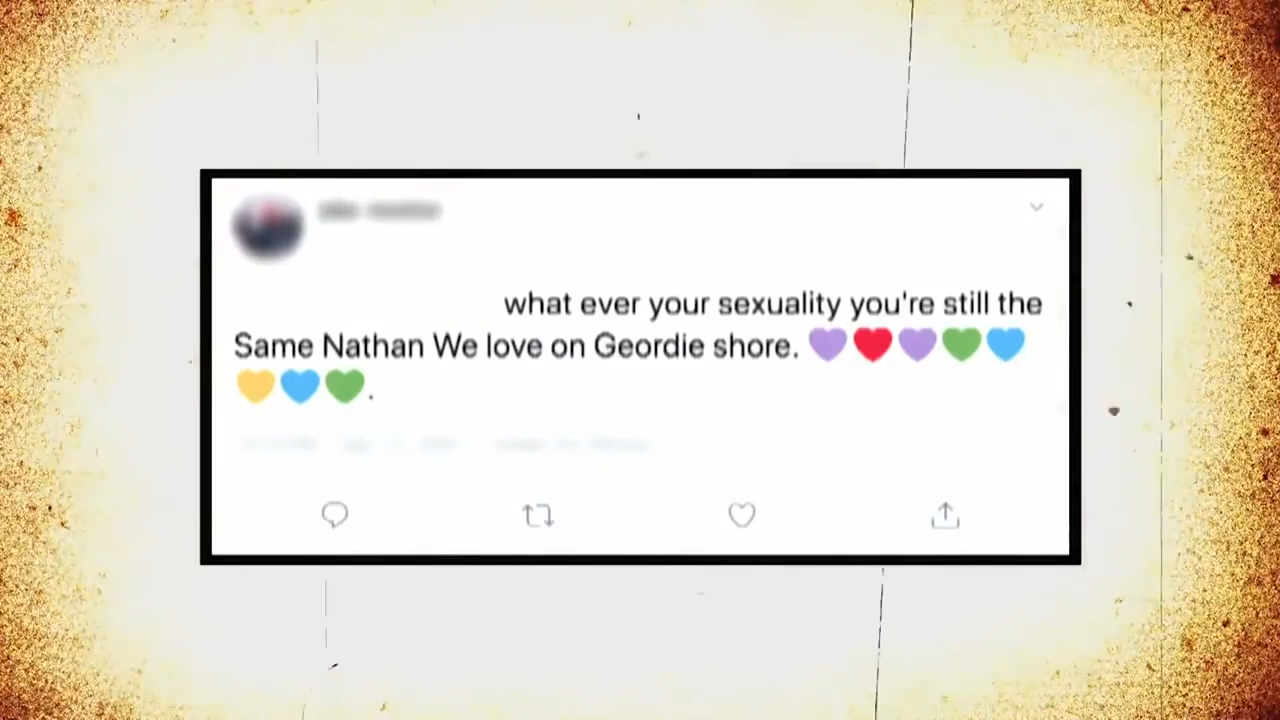 what ever your sexuality you're still the
Same Nathan We love on Geordie shore. 💜❤️💜💚💙
💛💙💚.